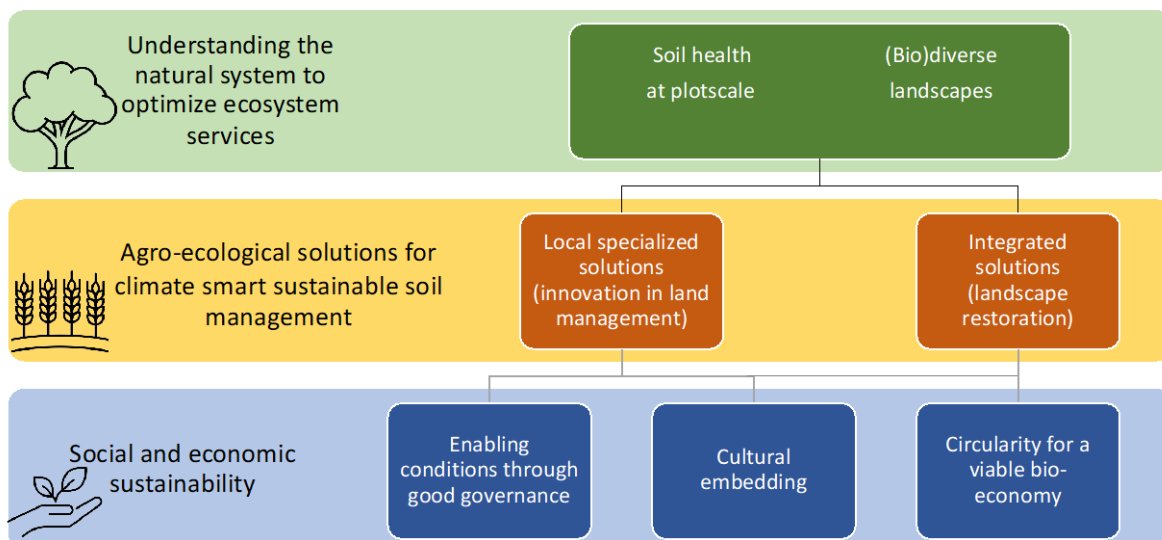 Understanding the
natural system to
optimize ecosystem
services
Soil health
at plotscale
(Bio)diverse
landscapes
Agro-ecological solutions for
climate smart sustainable soil
management
Local specialized
solutions
(innovation in land
management)
Integrated
solutions
(landscape
restoration)
Social and economic
sustainability
Enabling
conditions through
good governance
Cultural
embedding
Circularity for a
viable bio-
economy